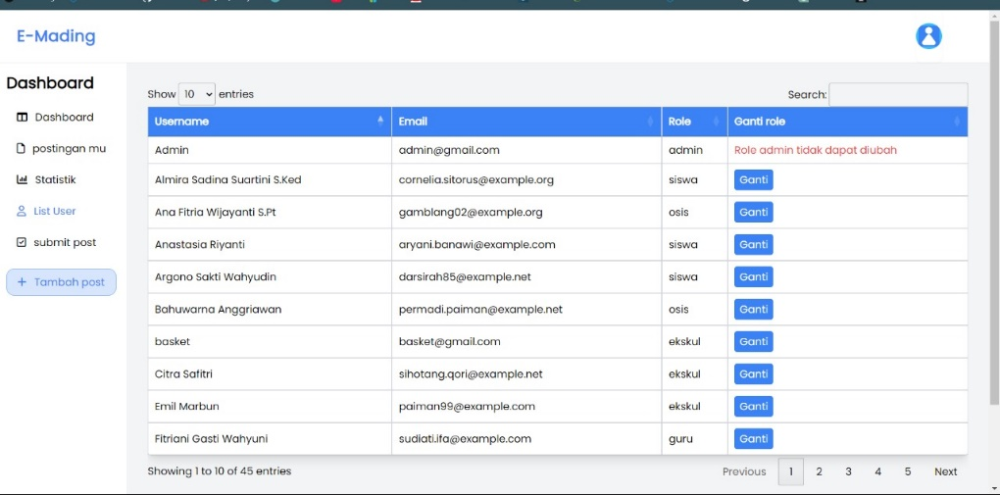 E-Mading
Dashboard
Dashboard
postingan mu
Statistik
List User
submit post
+ Tambah post
Show 10 entries
Search:
Username Email Role Ganti role
Admin admin@gmail.com admin Role admin tidak dapat diubah
Almira Sadina Suartini S.Ked cornelia.sitorus@example.org siswa Ganti
Ana Fitria Wijayanti S.Pt gamblang02@example.org osis Ganti
Anastasia Riyanti aryani.banawi@example.com siswa Ganti
Argono Sakti Wahyudin darsirah85@example.net siswa Ganti
Bahuwarna Anggriawan permadi.paiman@example.net osis Ganti
basket basket@gmail.com ekskul Ganti
Citra Safitri sihotang.qori@example.net ekskul Ganti
Emil Marbun paiman99@example.com ekskul Ganti
Fitriani Gasti Wahyuni sudiati.ifa@example.com guru Ganti
Showing 1 to 10 of 45 entries
Previous 1 2 3 4 5 Next